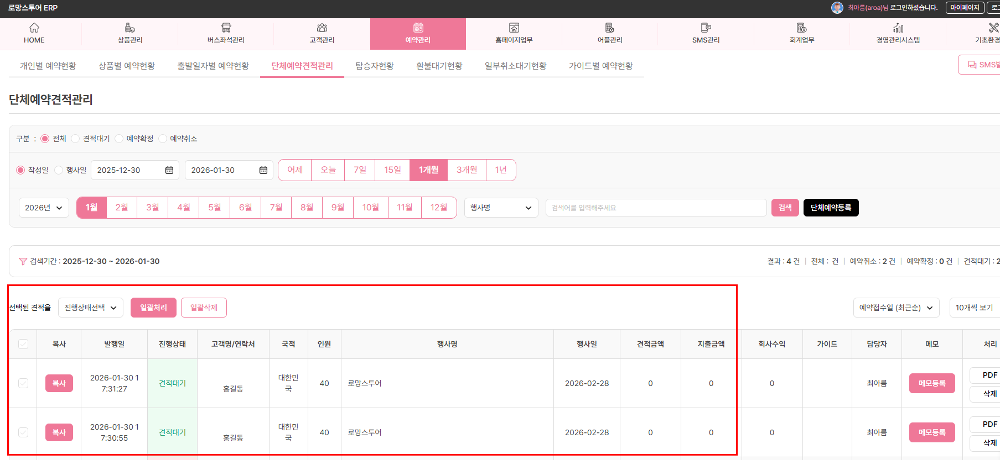 로망스투어 ERP
최아름(aroa)님 로그인하셨습니다. 마이페이지
HOME 상품관리 버스좌석관리 고객관리 예약관리 홈페이지업무 어플관리 SMS관리 회계업무 경영관리시스템 기초환경
개인별 예약현황 상품별 예약현황 출발일자별 예약현황 단체예약견적관리 탑승자현황 환불대기현황 일부취소대기현황 가이드별 예약현황
SMS발
단체예약견적관리
구분 : 전체 견적대기 예약확정 예약취소
작성일 행사일 2025-12-30 2026-01-30 어제 오늘 7일 15일 1개월 3개월 1년
2026년 1월 2월 3월 4월 5월 6월 7월 8월 9월 10월 11월 12월 행사명 검색어를 입력해주세요 검색 단체예약등록
검색기간 : 2025-12-30 ~ 2026-01-30
결과 : 4 건 | 전체 : 건 | 예약취소 : 2 건 | 예약확정 : 0 건 | 견적대기 : 2
선택된 견적을 진행상태선택 일괄처리 일괄삭제
예약접수일 (최근순) 10개씩 보기
복사 발행일 진행상태 고객명/연락처 국적 인원 행사명 행사일 견적금액 지출금액 회사수익 가이드 담당자 메모 처리
복사 2026-01-30 1
7:31:27 견적대기 홍길동 대한민
국 40 로망스투어 2026-02-28 0 0 0 최아름 메모등록 PDF
삭제
복사 2026-01-30 1
7:30:55 견적대기 홍길동 대한민
국 40 로망스투어 2026-02-28 0 0 0 최아름 메모등록 PDF
삭제